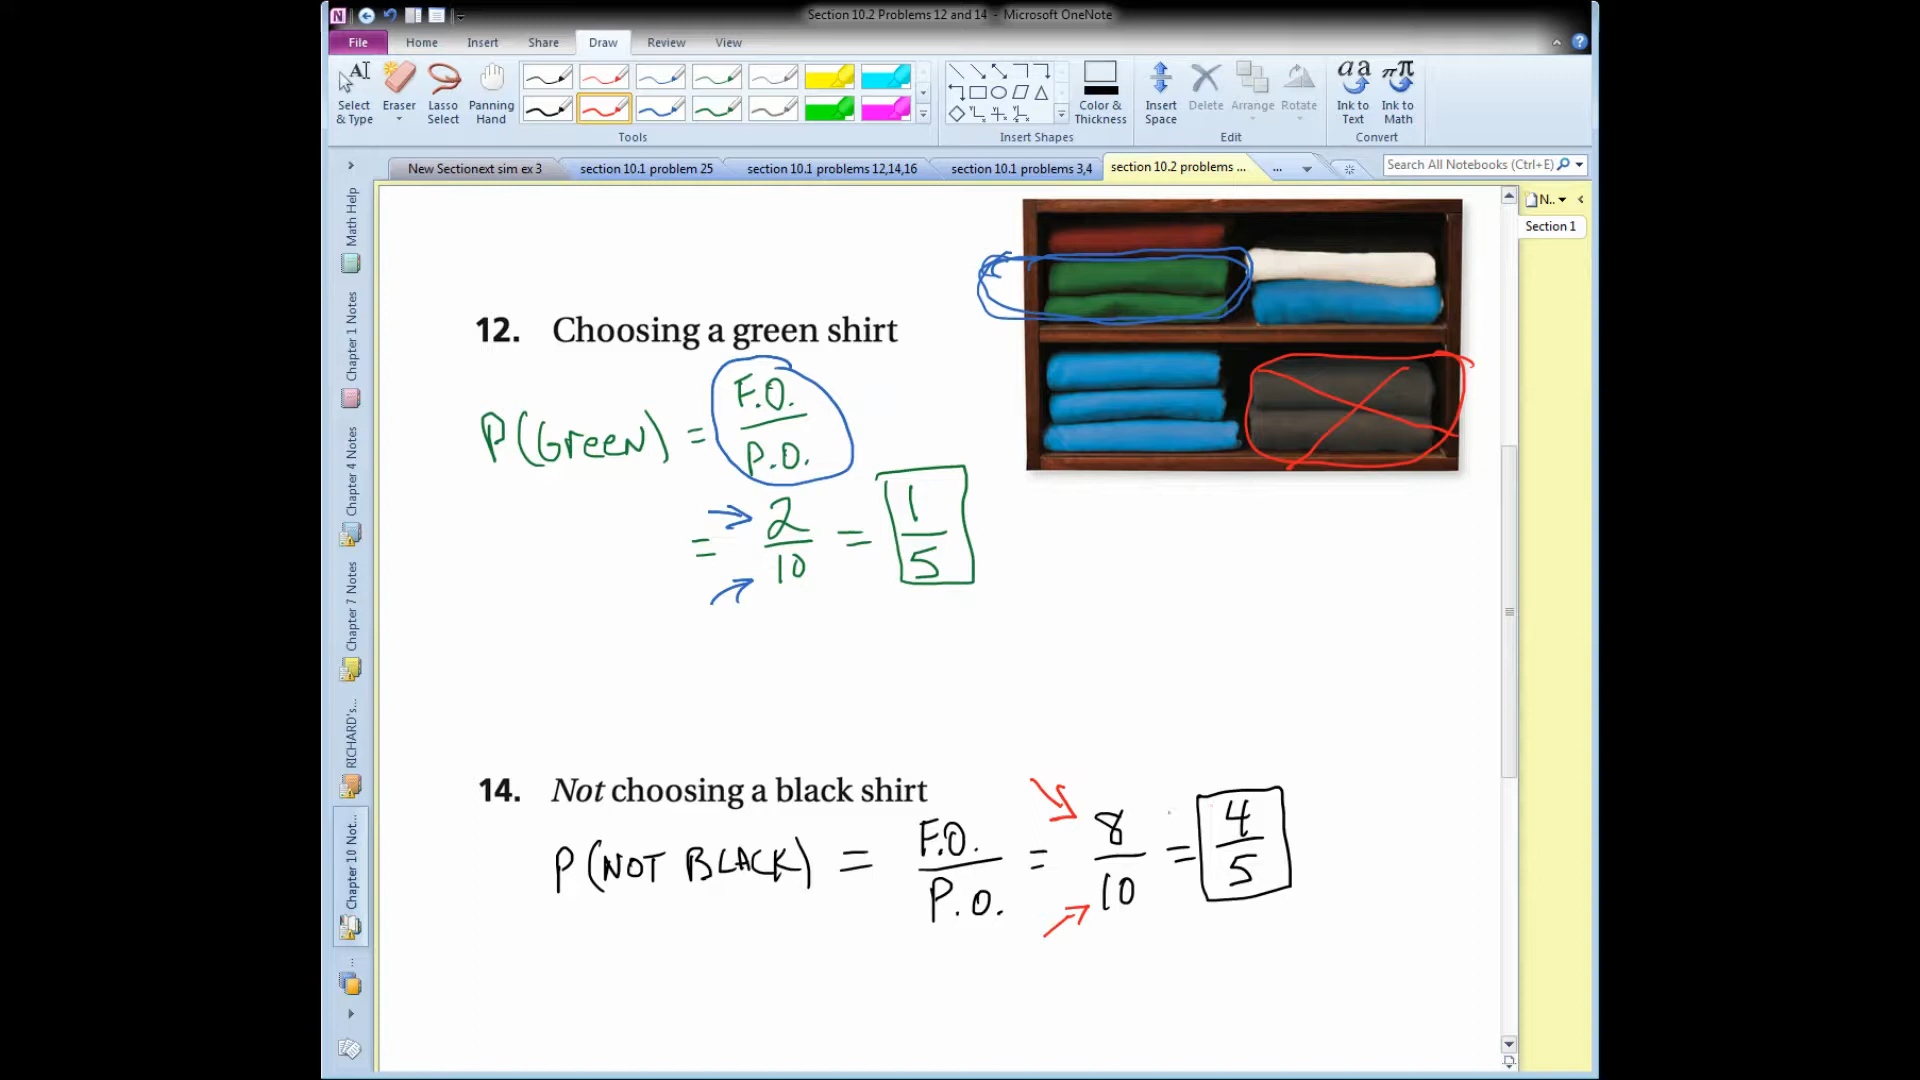 Section 10.2 Problems 12 and 14 - Microsoft OneNote
File Home Insert Share Draw Review View
Select & Type
Eraser
Lasso Select
Panning Hand
Color & Thickness
Insert Space
Delete
Arrange
Rotate
Ink to Text
Ink to Math
Tools
Insert Shapes
Edit
Convert
New Sectionext sim ex 3
section 10.1 problem 25
section 10.1 problems 12,14,16
section 10.1 problems 3,4
section 10.2 problems ...
...
Search All Notebooks (Ctrl+E)
N..
Section 1
Math Help
Chapter 1 Notes
Chapter 4 Notes
Chapter 7 Notes
RICHARD's...
Chapter 10 Not...
12. Choosing a green shirt
P(Green) = F.O. / P.O.
= 2/10 = 1/5
14. Not choosing a black shirt
P(NOT BLACK) = F.O. / P.O. = 8/10 = 4/5